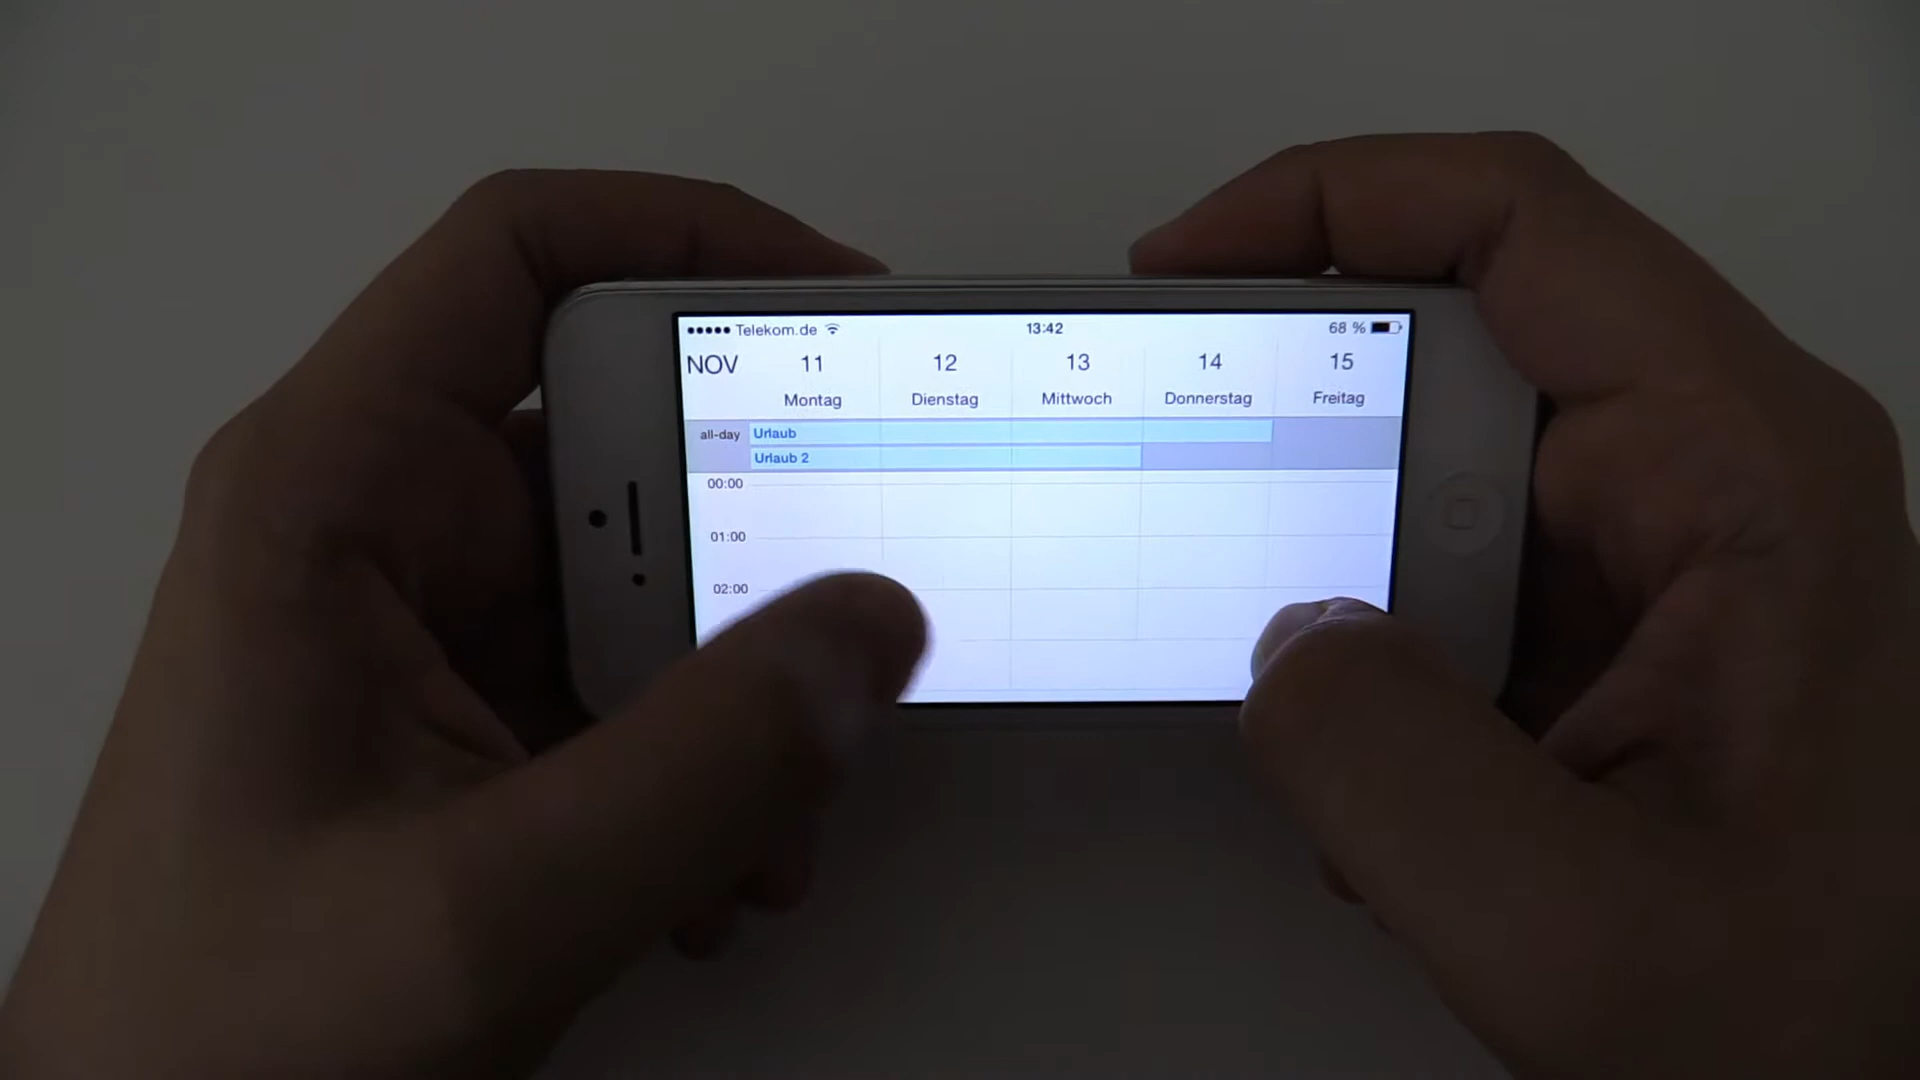 Telekom.de 13:42 68 %
NOV 11 12 13 14 15
Montag Dienstag Mittwoch Donnerstag Freitag
all-day Urlaub
Urlaub 2
00:00
01:00
02:00